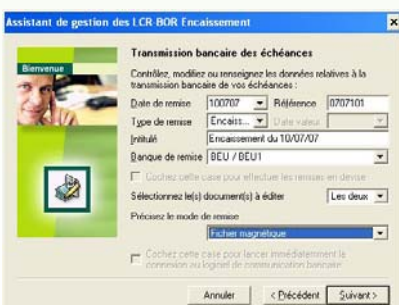 Assistant de gestion des LCR-BOR Encaissement
Bienvenue
Transmission bancaire des échéances
Contrôlez, modifiez ou renseignez les données relatives à la
transmission bancaire de vos échéances :
Date de remise 100707 Référence 0707101
Type de remise Encaiss... Date valeur
Intitulé Encaissement du 10/07/07
Banque de remise BEU / BEU1
Cochez cette case pour effectuer les remises en devise
Sélectionnez le(s) document(s) à éditer Les deux
Précisez le mode de remise
Fichier magnétique
Cochez cette case pour lancer immédiatement la
connexion au logiciel de communication bancaire
Annuler < Précédent Suivant >